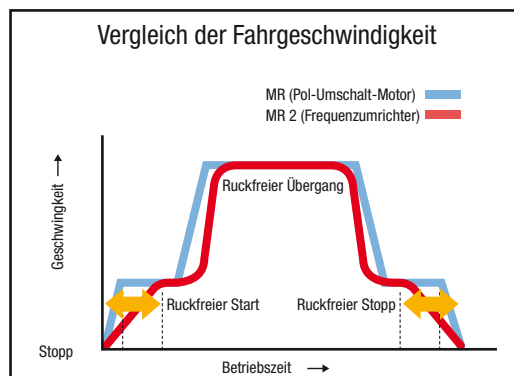 Vergleich der Fahrgeschwindigkeit
MR (Pol-Umschalt-Motor)
MR 2 (Frequenzumrichter)
Geschwingkeit
Ruckfreier Übergang
Ruckfreier Start
Ruckfreier Stopp
Stopp
Betriebszeit